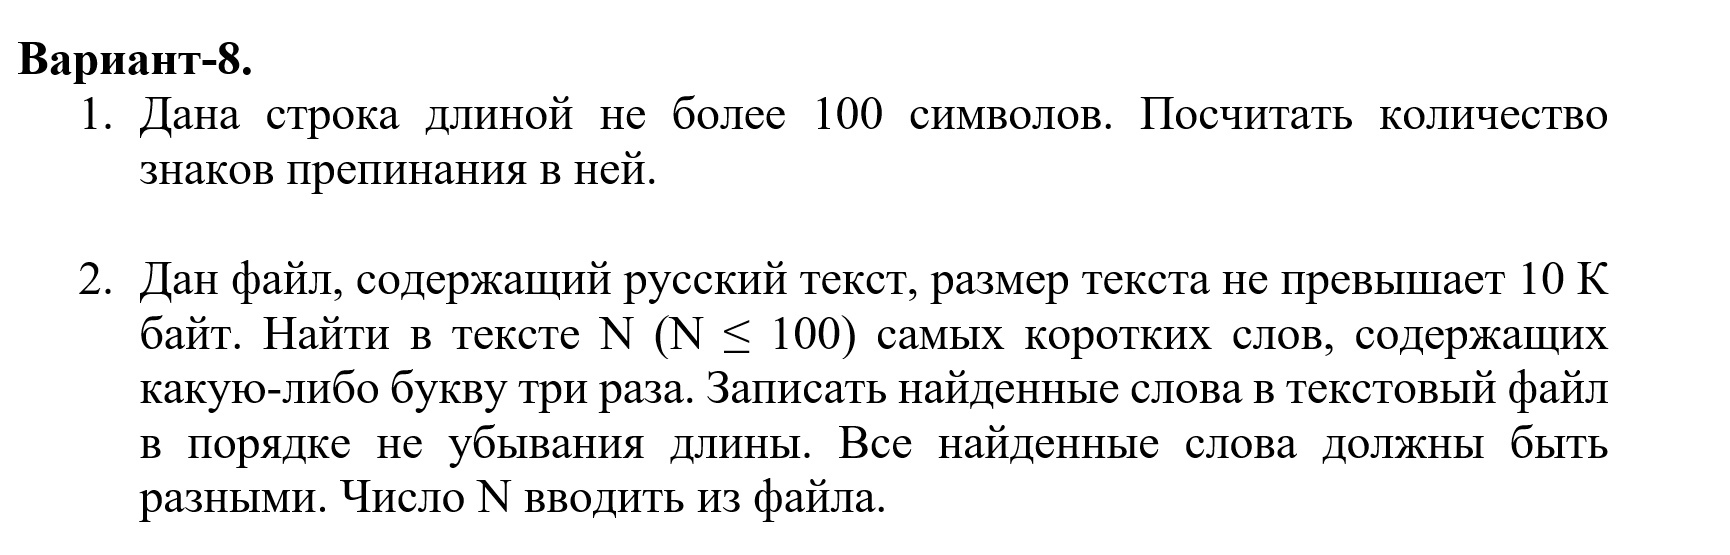 Вариант-8.
1. Дана строка длиной не более 100 символов. Посчитать количество
знаков препинания в ней.
2. Дан файл, содержащий русский текст, размер текста не превышает 10 К
байт. Найти в тексте N (N ≤ 100) самых коротких слов, содержащих
какую-либо букву три раза. Записать найденные слова в текстовый файл
в порядке не убывания длины. Все найденные слова должны быть
разными. Число N вводить из файла.